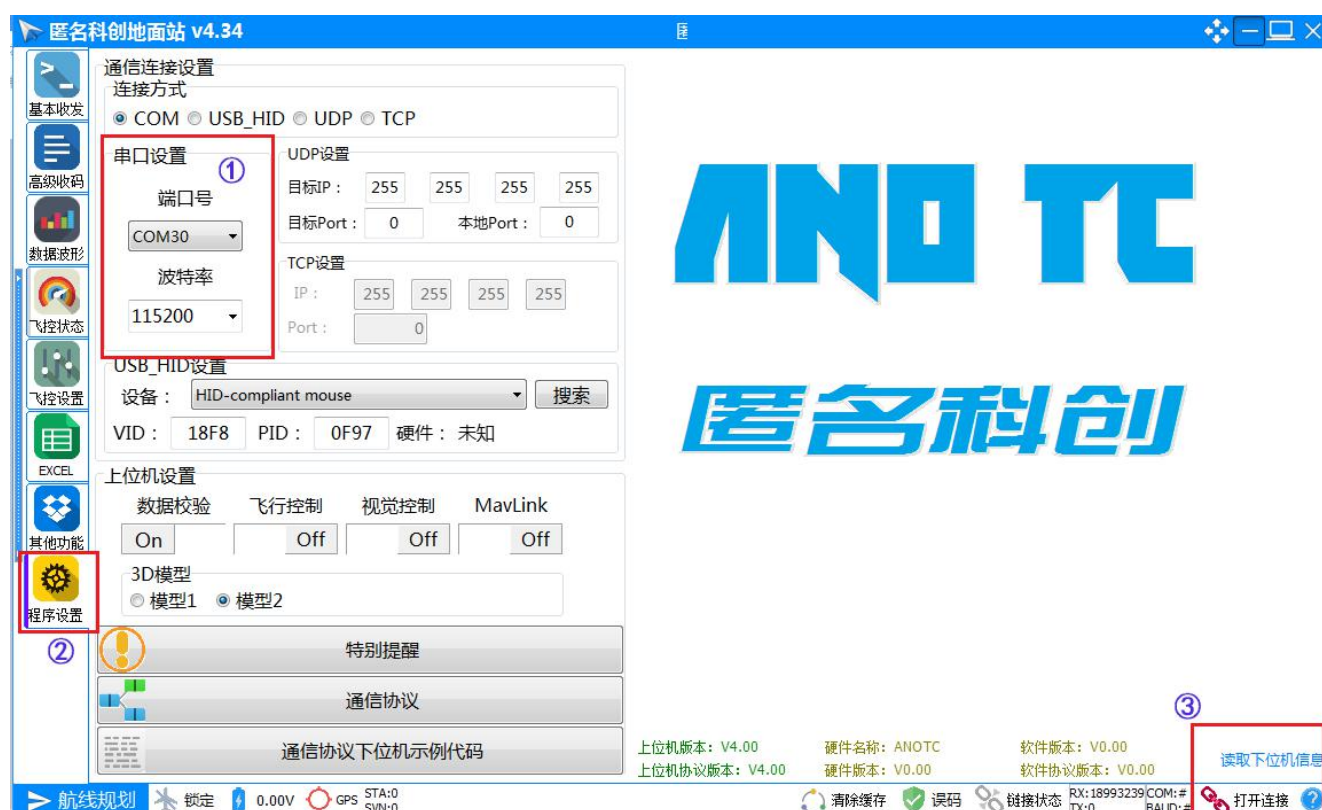 匿名科创地面站 v4.34
匿
基本收发
高级收码
数据波形
飞控状态
飞控设置
EXCEL
其他功能
程序设置
②
通信连接设置
连接方式
COM USB_HID UDP TCP
串口设置
①
端口号
COM30
波特率
115200
UDP设置
目标IP： 255 255 255 255
目标Port： 0 本地Port： 0
TCP设置
IP： 255 255 255 255
Port： 0
USB_HID设置
设备： HID-compliant mouse 搜索
VID： 18F8 PID： 0F97 硬件： 未知
上位机设置
数据校验 飞行控制 视觉控制 MavLink
On Off Off Off
3D模型
模型1 模型2
特别提醒
通信协议
通信协议下位机示例代码
ANO TC
匿名科创
③
上位机版本：V4.00 硬件名称：ANOTC 软件版本：V0.00
上位机协议版本：V4.00 硬件版本：V0.00 软件协议版本：V0.00
读取下位机信息
航线规划 锁定 0.00V GPS STA:0
SVN:0
清除缓存 误码 链接状态 RX:18993239 COM:#
TX:0 BAUD:#
打开连接